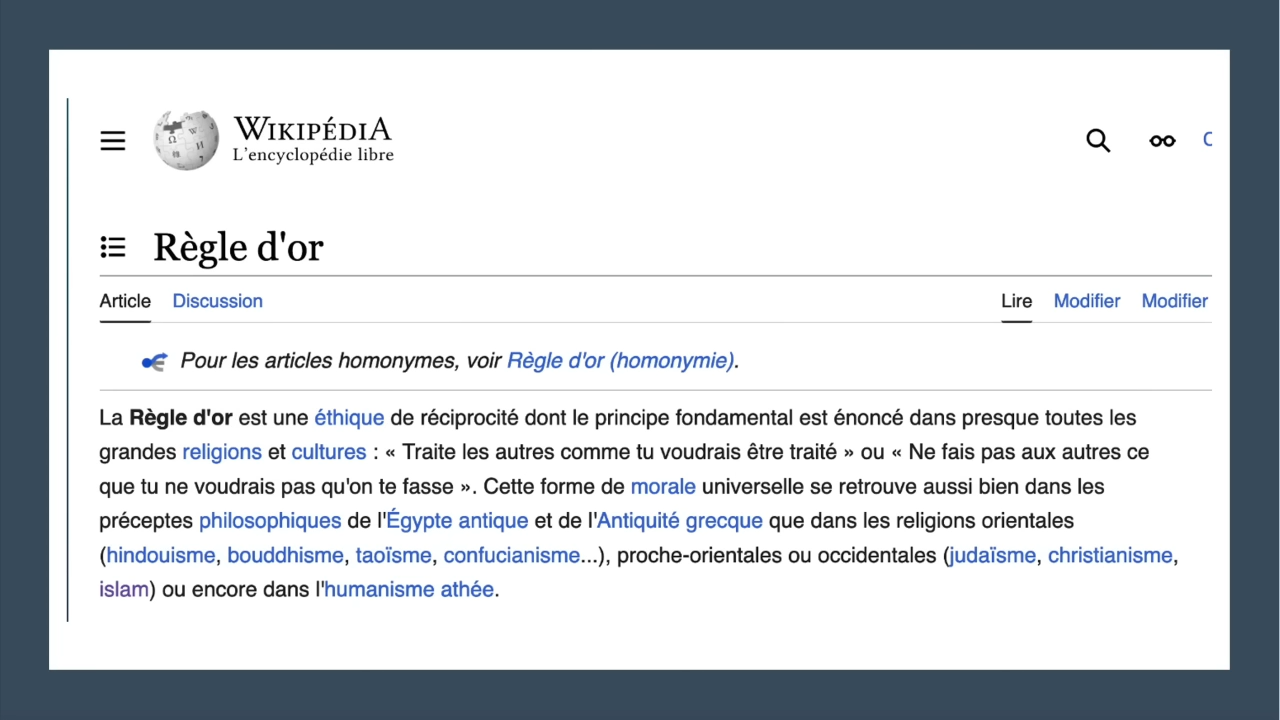 WIKIPÉDIA
L'encyclopédie libre
Règle d'or
Article Discussion Lire Modifier Modifier
Pour les articles homonymes, voir Règle d'or (homonymie).
La Règle d'or est une éthique de réciprocité dont le principe fondamental est énoncé dans presque toutes les
grandes religions et cultures : « Traite les autres comme tu voudrais être traité » ou « Ne fais pas aux autres ce
que tu ne voudrais pas qu'on te fasse ». Cette forme de morale universelle se retrouve aussi bien dans les
préceptes philosophiques de l'Égypte antique et de l'Antiquité grecque que dans les religions orientales
(hindouisme, bouddhisme, taoïsme, confucianisme...), proche-orientales ou occidentales (judaïsme, christianisme,
islam) ou encore dans l'humanisme athée.